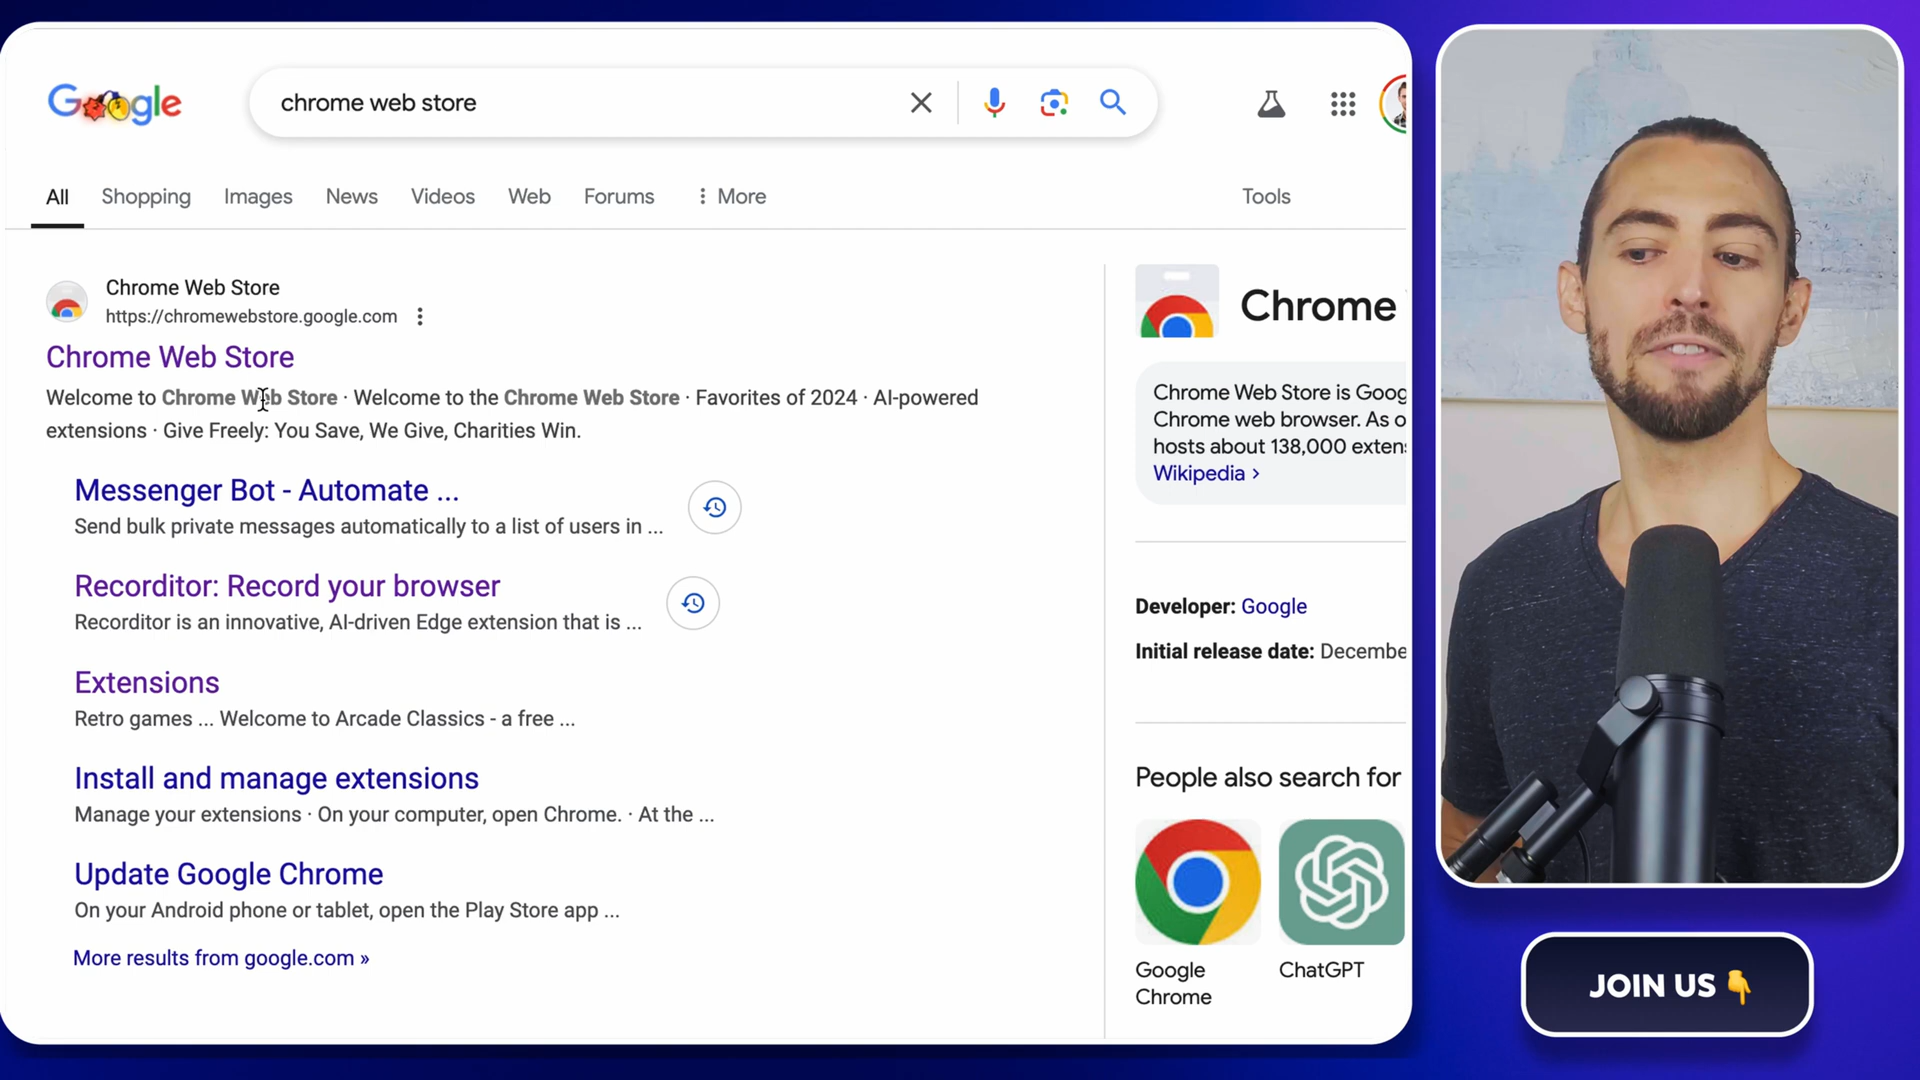 Google
chrome web store
All Shopping Images News Videos Web Forums More Tools
Chrome Web Store
https://chromewebstore.google.com
Chrome Web Store
Welcome to Chrome Web Store · Welcome to the Chrome Web Store · Favorites of 2024 · AI-powered
extensions · Give Freely: You Save, We Give, Charities Win.
Messenger Bot - Automate ...
Send bulk private messages automatically to a list of users in ...
Recorditor: Record your browser
Recorditor is an innovative, AI-driven Edge extension that is ...
Extensions
Retro games ... Welcome to Arcade Classics - a free ...
Install and manage extensions
Manage your extensions · On your computer, open Chrome. · At the ...
Update Google Chrome
On your Android phone or tablet, open the Play Store app ...
More results from google.com »
Chrome
Chrome Web Store is Goog
Chrome web browser. As o
hosts about 138,000 exten
Wikipedia ›
Developer: Google
Initial release date: Decembe
People also search for
Google
Chrome
ChatGPT
JOIN US 👇